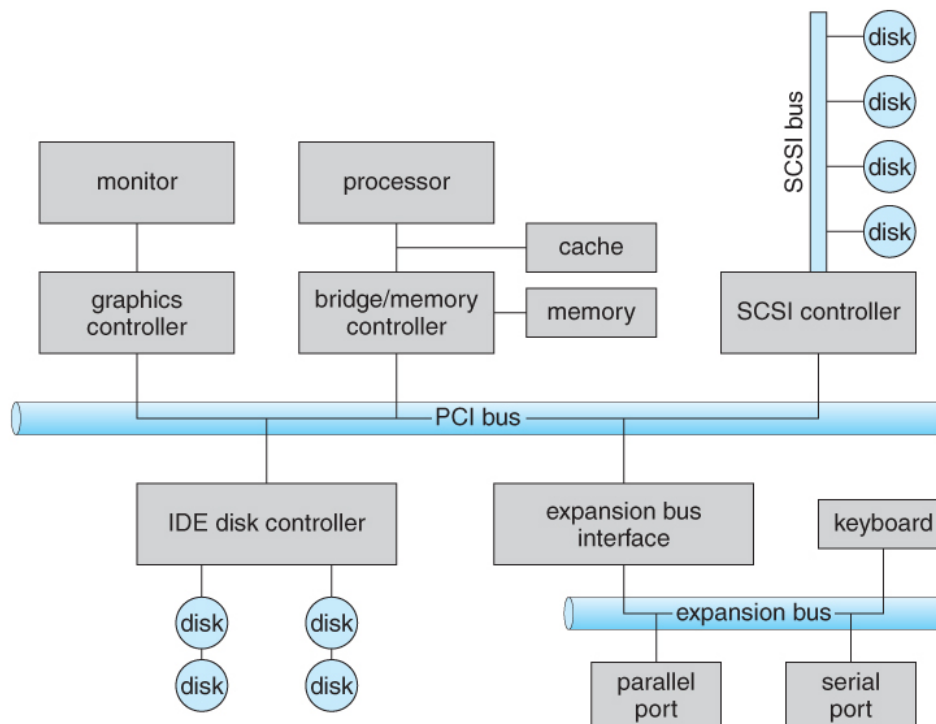 disk
disk
disk
disk
SCSI bus
monitor
processor
cache
graphics
controller
bridge/memory
controller
memory
SCSI controller
PCI bus
IDE disk controller
expansion bus
interface
keyboard
disk
disk
disk
disk
expansion bus
parallel
port
serial
port